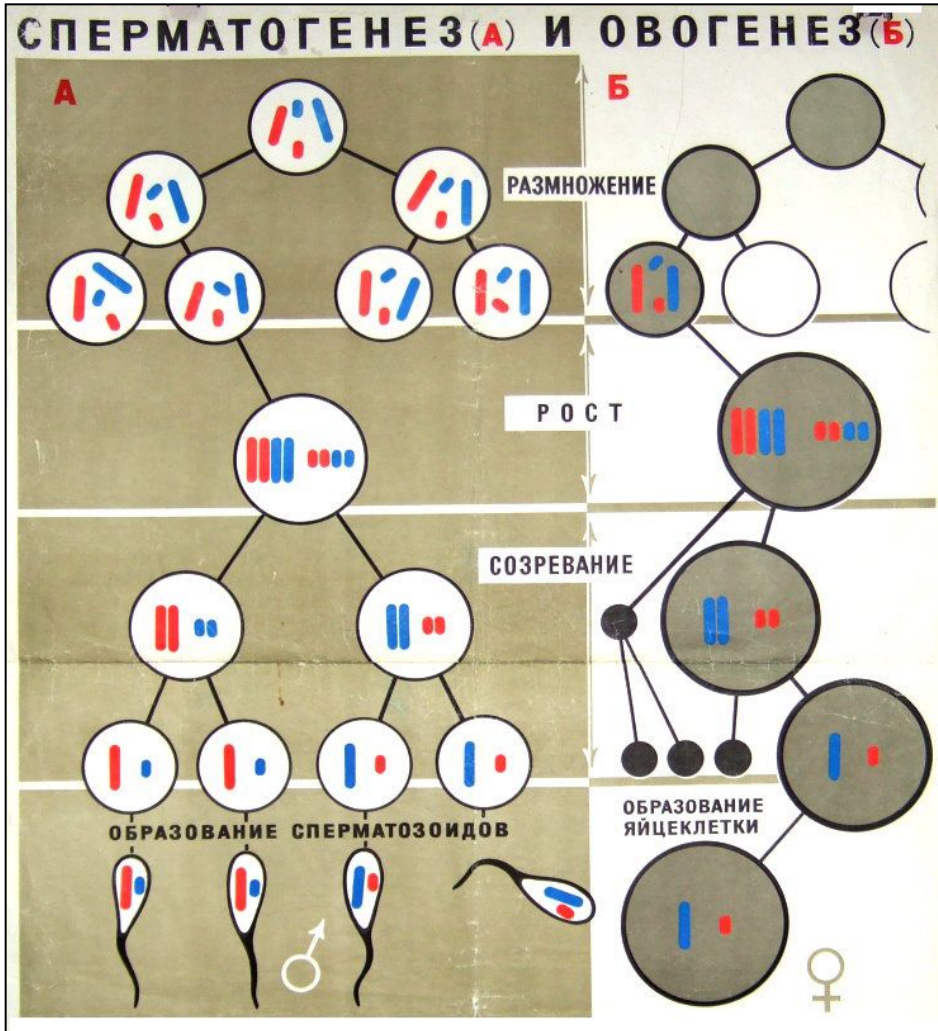 СПЕРМАТОГЕНЕЗ(А) И ОВОГЕНЕЗ(Б)
А
Б
РАЗМНОЖЕНИЕ
РОСТ
СОЗРЕВАНИЕ
ОБРАЗОВАНИЕ СПЕРМАТОЗОИДОВ
ОБРАЗОВАНИЕ
ЯЙЦЕКЛЕТКИ